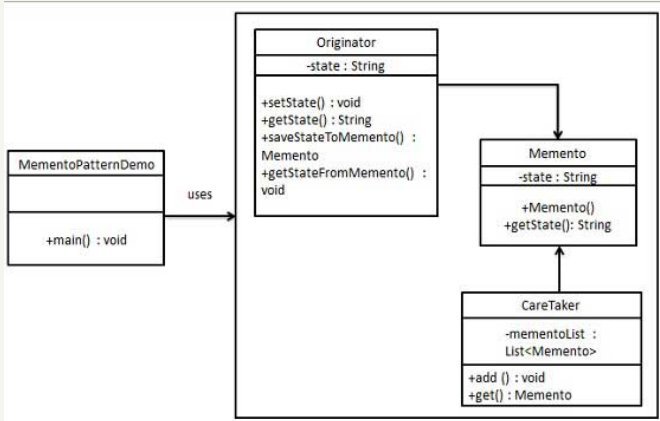 MementoPatternDemo
+main() : void
uses
Originator
-state : String
+setState() : void
+getState() : String
+saveStateToMemento() :
Memento
+getStateFromMemento() :
void
Memento
-state : String
+Memento()
+getState(): String
CareTaker
-mementoList :
List<Memento>
+add () : void
+get() : Memento